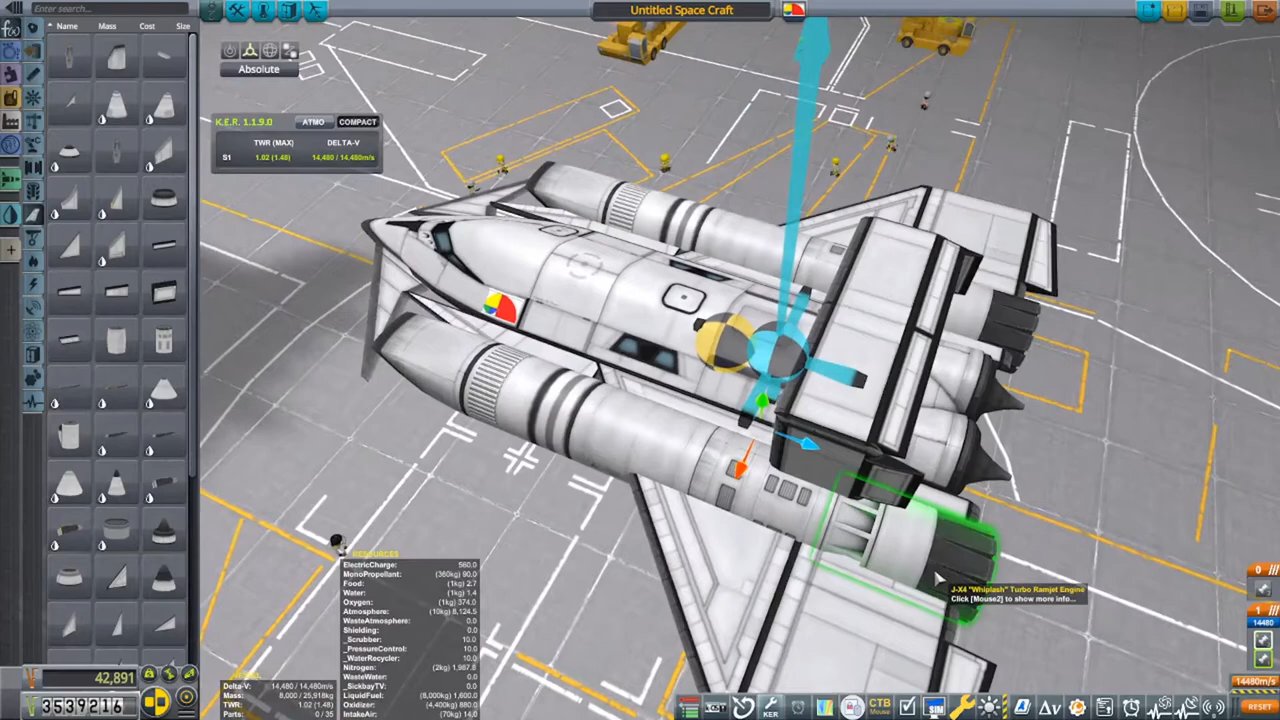 Enter search...
Untitled Space Craft
Name Mass Cost Size
Absolute
K.E.R. 1.1.9.0 ATMO COMPACT
TWR (MAX) DELTA-V
S1 1.02 (1.48) 14,480 / 14,480m/s
J-X4 "Whiplash" Turbo Ramjet Engine
Click [Mouse2] to show more info...
RESOURCES
ElectricCharge: 560.0
MonoPropellant: (360kg) 90.0
Food: (1kg) 2.7
Water: (1kg) 1.4
Oxygen: (1kg) 374.0
Atmosphere: (10kg) 8,124.5
WasteAtmosphere: 0.0
Shielding: 0.0
_Scrubber: 10.0
_PressureControl: 10.0
_WaterRecycler: 10.0
Nitrogen: (2kg) 1,987.8
WasteWater: 0.0
_SickbayTV: 0.0
LiquidFuel: (8,000kg) 1,600.0
Oxidizer: (4,400kg) 880.0
IntakeAir: (70kg) 14.0
Delta-V: 14,480 / 14,480m/s
Mass: 8,000 / 25,918kg
TWR: 1.02 (1.48)
Parts: 0 / 35
42,891
3539216
0
1
14480
14480m/s
KER
CTB
Mouse
SIM
Δv
RESET